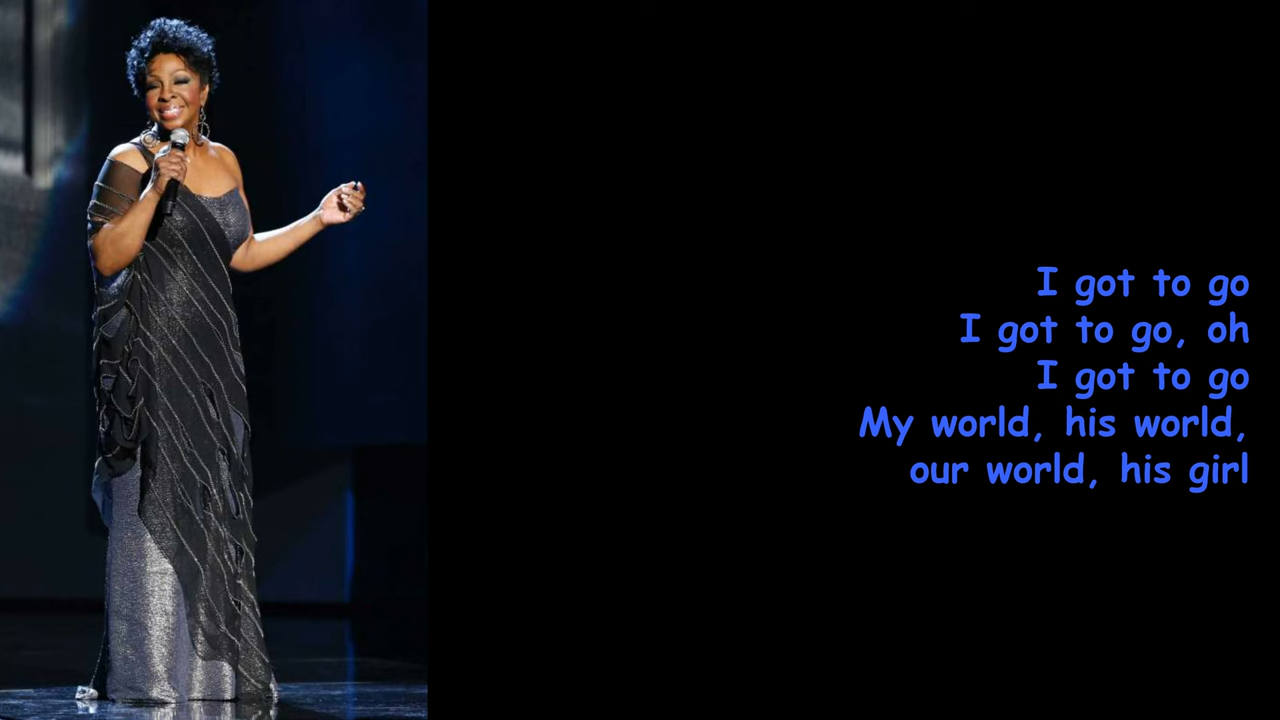 I got to go
I got to go, oh
I got to go
My world, his world,
our world, his girl